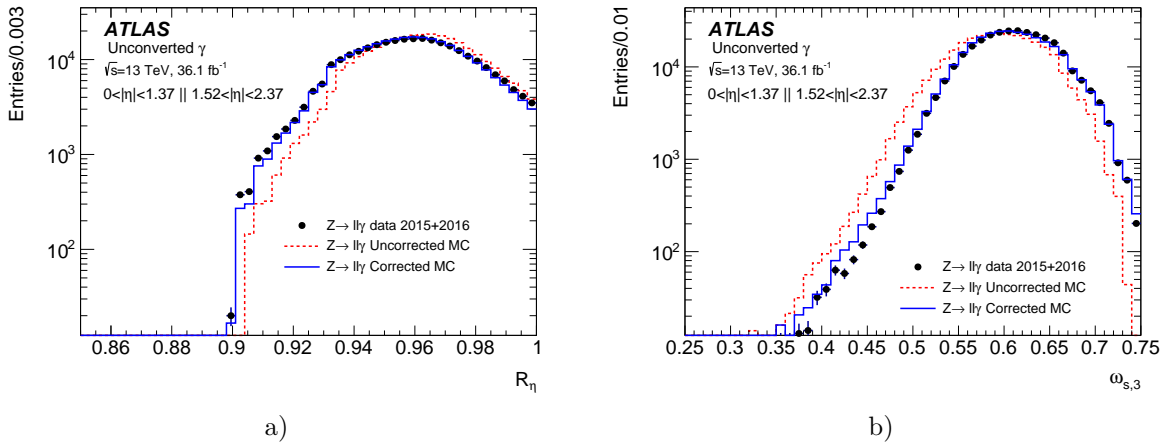 Entries/0.003
ATLAS
Unconverted γ
√s=13 TeV, 36.1 fb⁻¹
0<|η|<1.37 || 1.52<|η|<2.37
10⁴
10³
10²
Z→ llγ data 2015+2016
Z→ llγ Uncorrected MC
Z→ llγ Corrected MC
0.86 0.88 0.9 0.92 0.94 0.96 0.98 1
R_η
a)
Entries/0.01
ATLAS
Unconverted γ
√s=13 TeV, 36.1 fb⁻¹
0<|η|<1.37 || 1.52<|η|<2.37
10⁴
10³
10²
Z→ llγ data 2015+2016
Z→ llγ Uncorrected MC
Z→ llγ Corrected MC
0.25 0.3 0.35 0.4 0.45 0.5 0.55 0.6 0.65 0.7 0.75
ω_{s,3}
b)